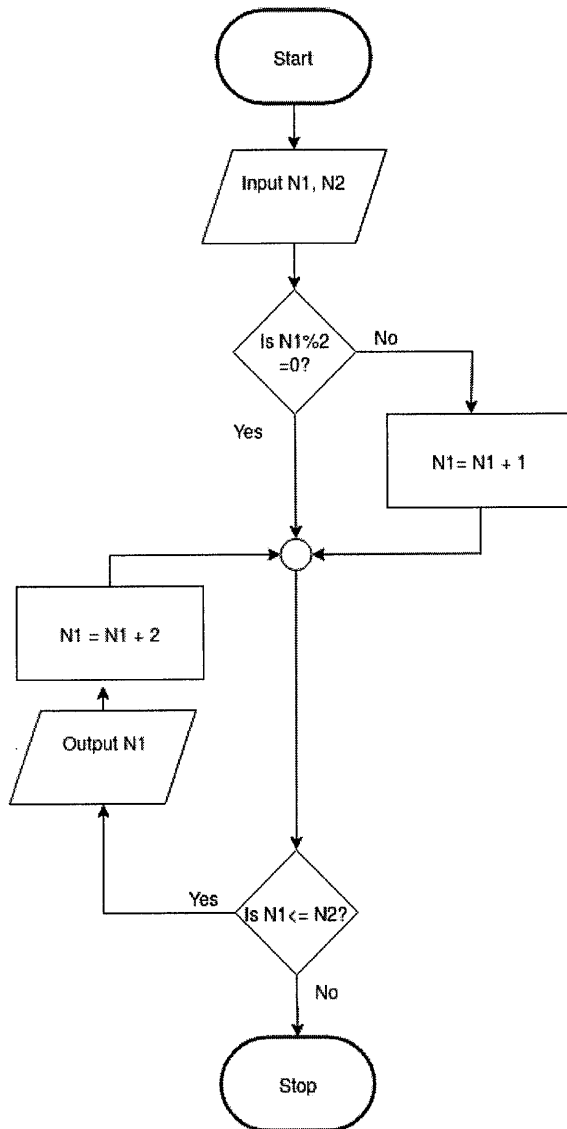 Start
Input N1, N2
Is N1%2
=0?
No
Yes
N1= N1 + 1
N1 = N1 + 2
Output N1
Yes
Is N1<= N2?
No
Stop